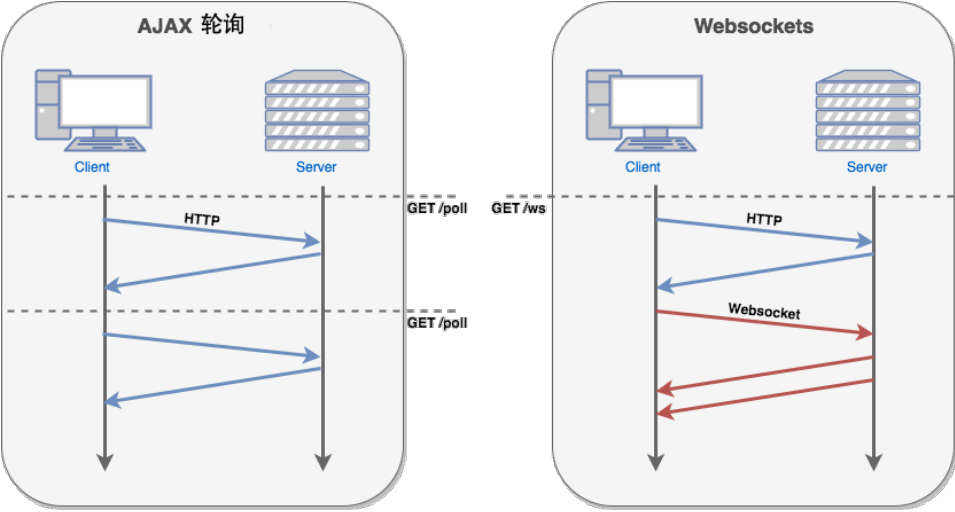 AJAX 轮询
Client
Server
GET /poll
HTTP
GET /poll
Websockets
Client
Server
GET /ws
HTTP
Websocket